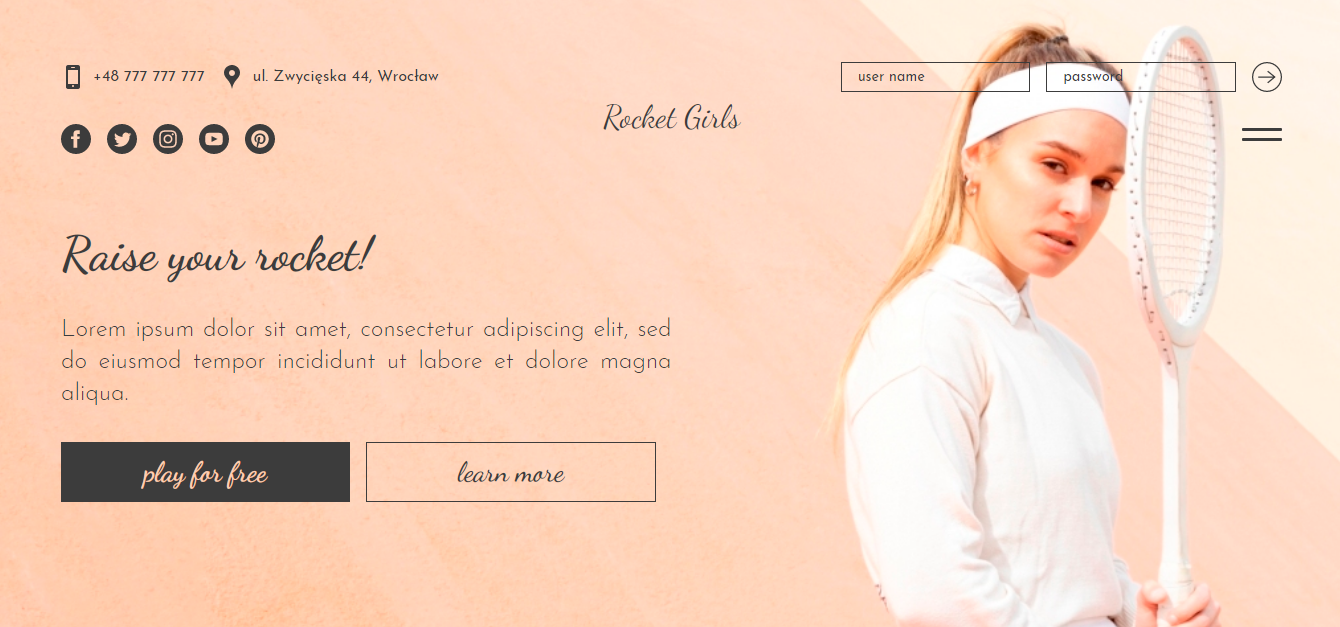 +48 777 777 777
ul. Zwycięska 44, Wrocław
user name
password
Rocket Girls
Raise your rocket!
Lorem ipsum dolor sit amet, consectetur adipiscing elit, sed
do eiusmod tempor incididunt ut labore et dolore magna
aliqua.
play for free
learn more